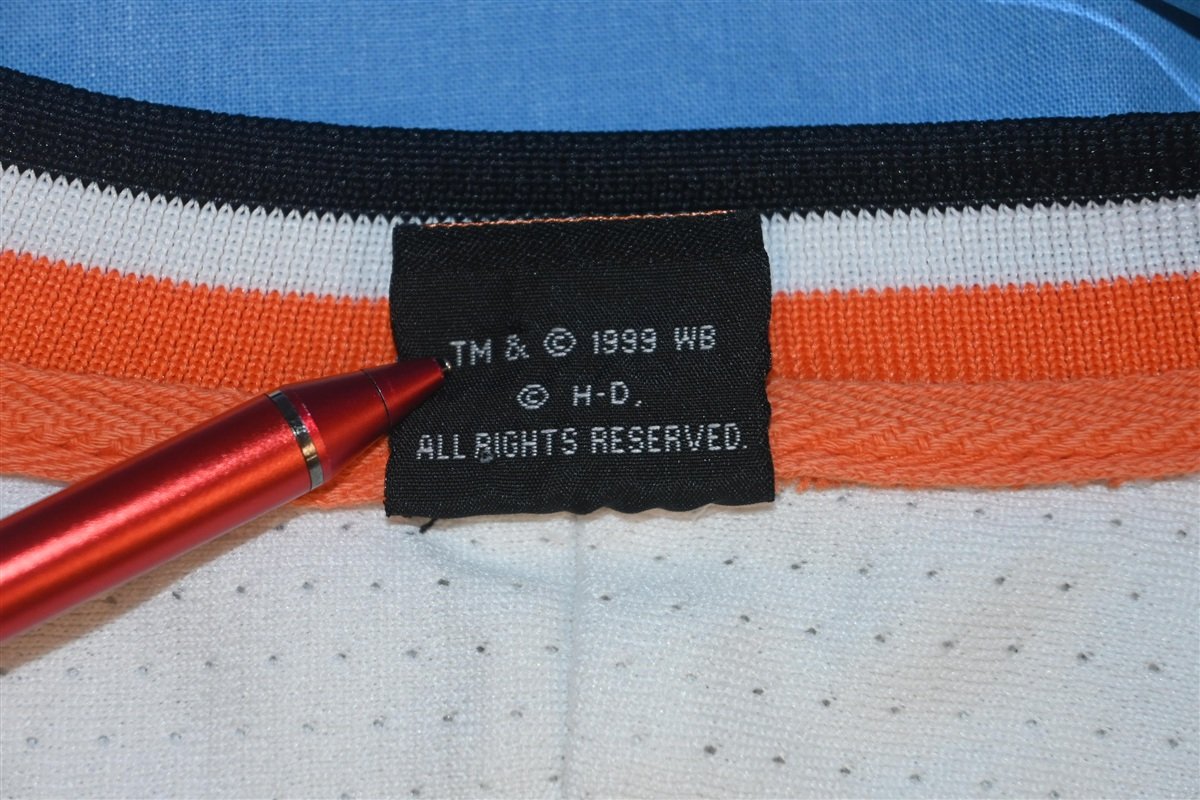 TM & © 1999 WB
© H-D.
ALL RIGHTS RESERVED.